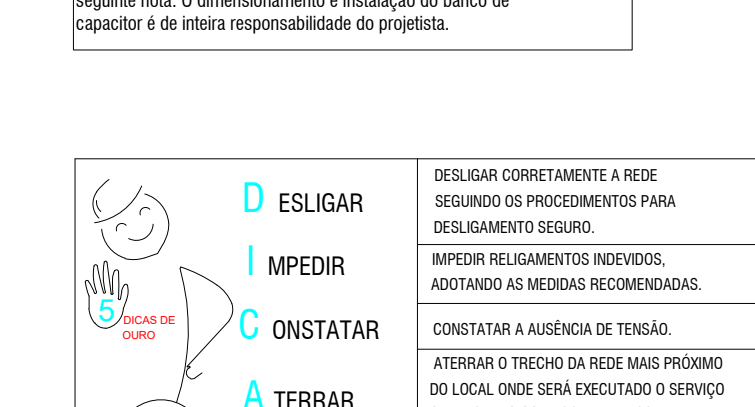 seguinte nota: O dimensionamento e instalação do banco de
capacitor é de inteira responsabilidade do projetista.
5 DICAS DE
OURO
D ESLIGAR
DESLIGAR CORRETAMENTE A REDE
SEGUINDO OS PROCEDIMENTOS PARA
DESLIGAMENTO SEGURO.
I MPEDIR
IMPEDIR RELIGAMENTOS INDEVIDOS,
ADOTANDO AS MEDIDAS RECOMENDADAS.
C ONSTATAR
CONSTATAR A AUSÊNCIA DE TENSÃO.
A TERRAR
ATERRAR O TRECHO DA REDE MAIS PRÓXIMO
DO LOCAL ONDE SERÁ EXECUTADO O SERVIÇO